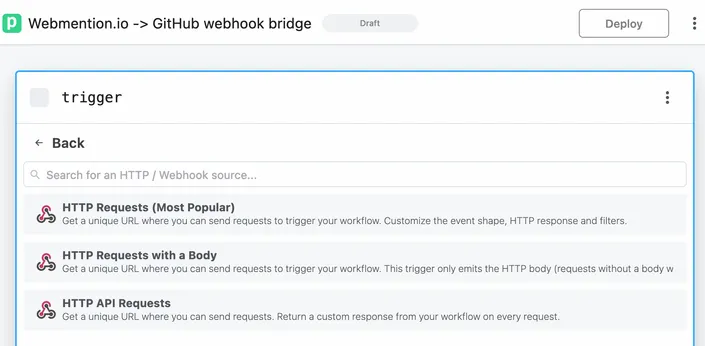 p Webmention.io -> GitHub webhook bridge Draft Deploy
trigger
← Back
Search for an HTTP / Webhook source...
HTTP Requests (Most Popular)
Get a unique URL where you can send requests to trigger your workflow. Customize the event shape, HTTP response and filters.
HTTP Requests with a Body
Get a unique URL where you can send requests to trigger your workflow. This trigger only emits the HTTP body (requests without a body w
HTTP API Requests
Get a unique URL where you can send requests. Return a custom response from your workflow on every request.